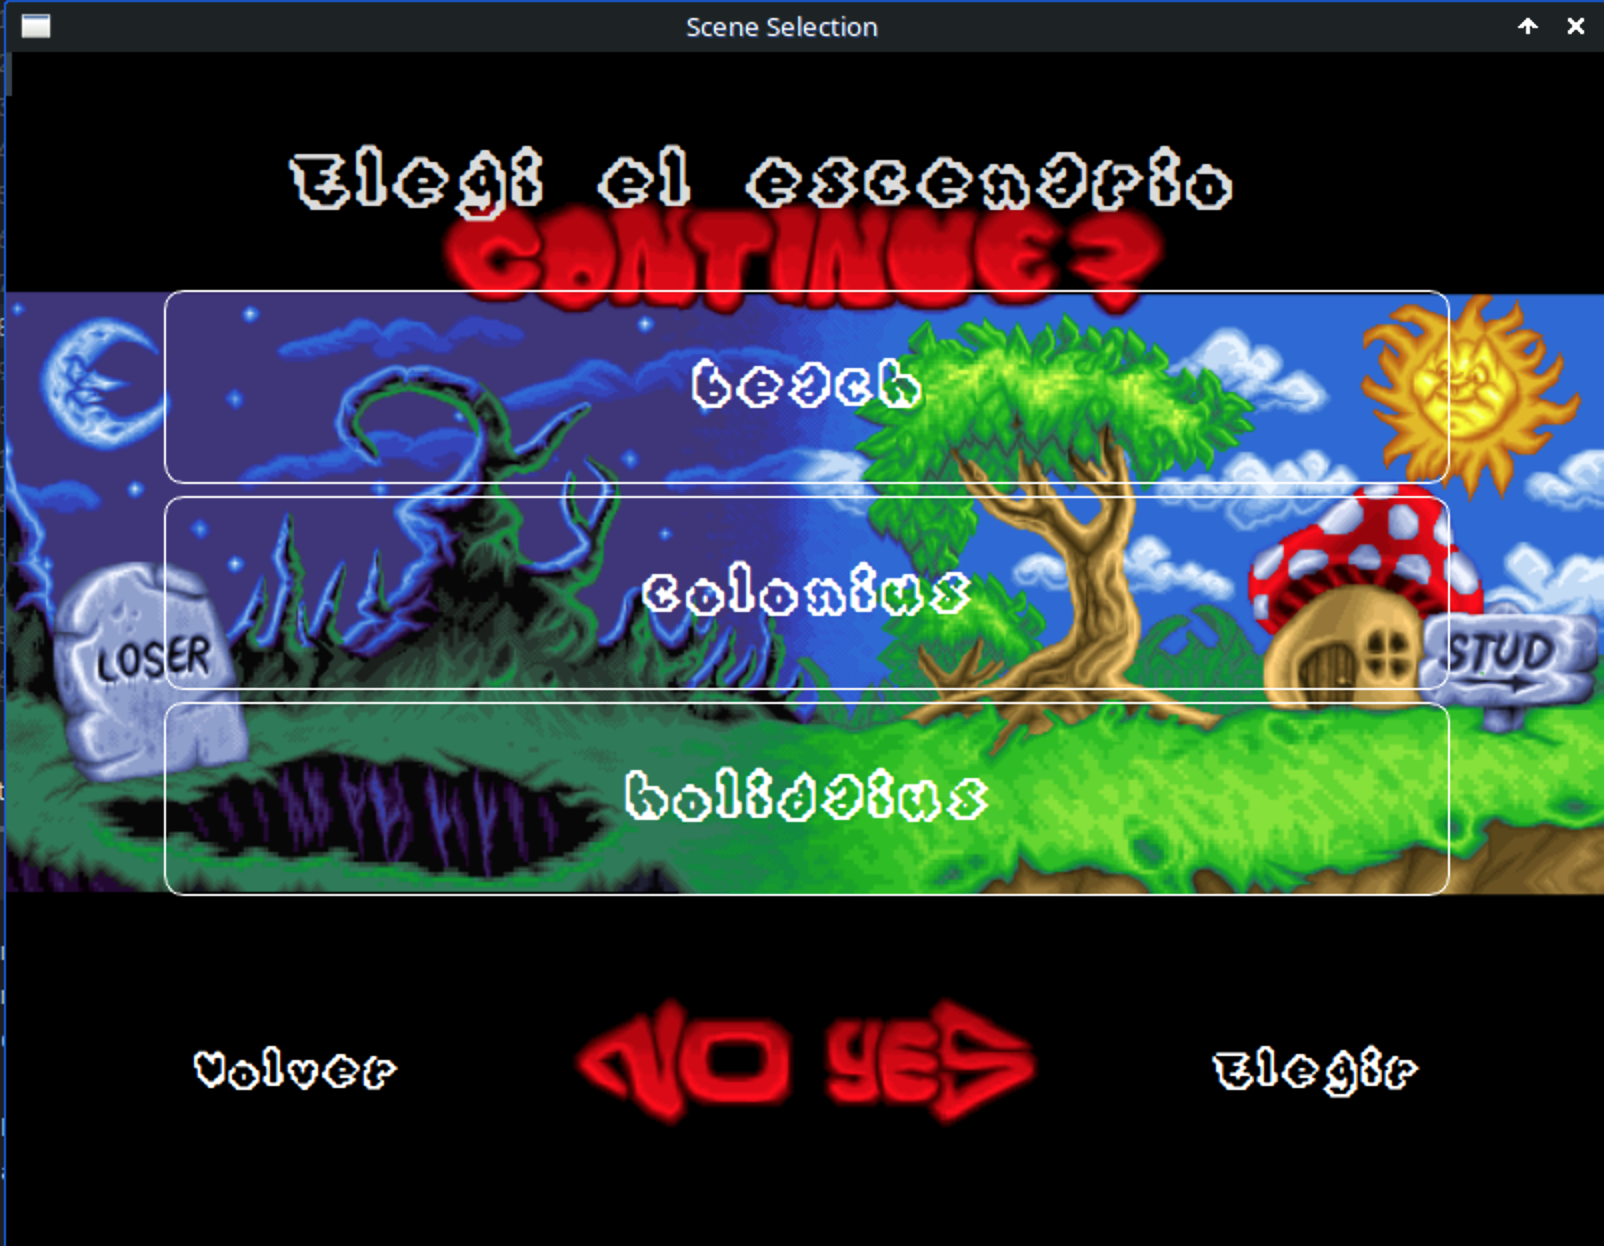 Scene Selection
Elegi el escenario
CONTINUE?
beach
colonius
LOSER
STUD
holidaius
Volver
NO YES
Elegir